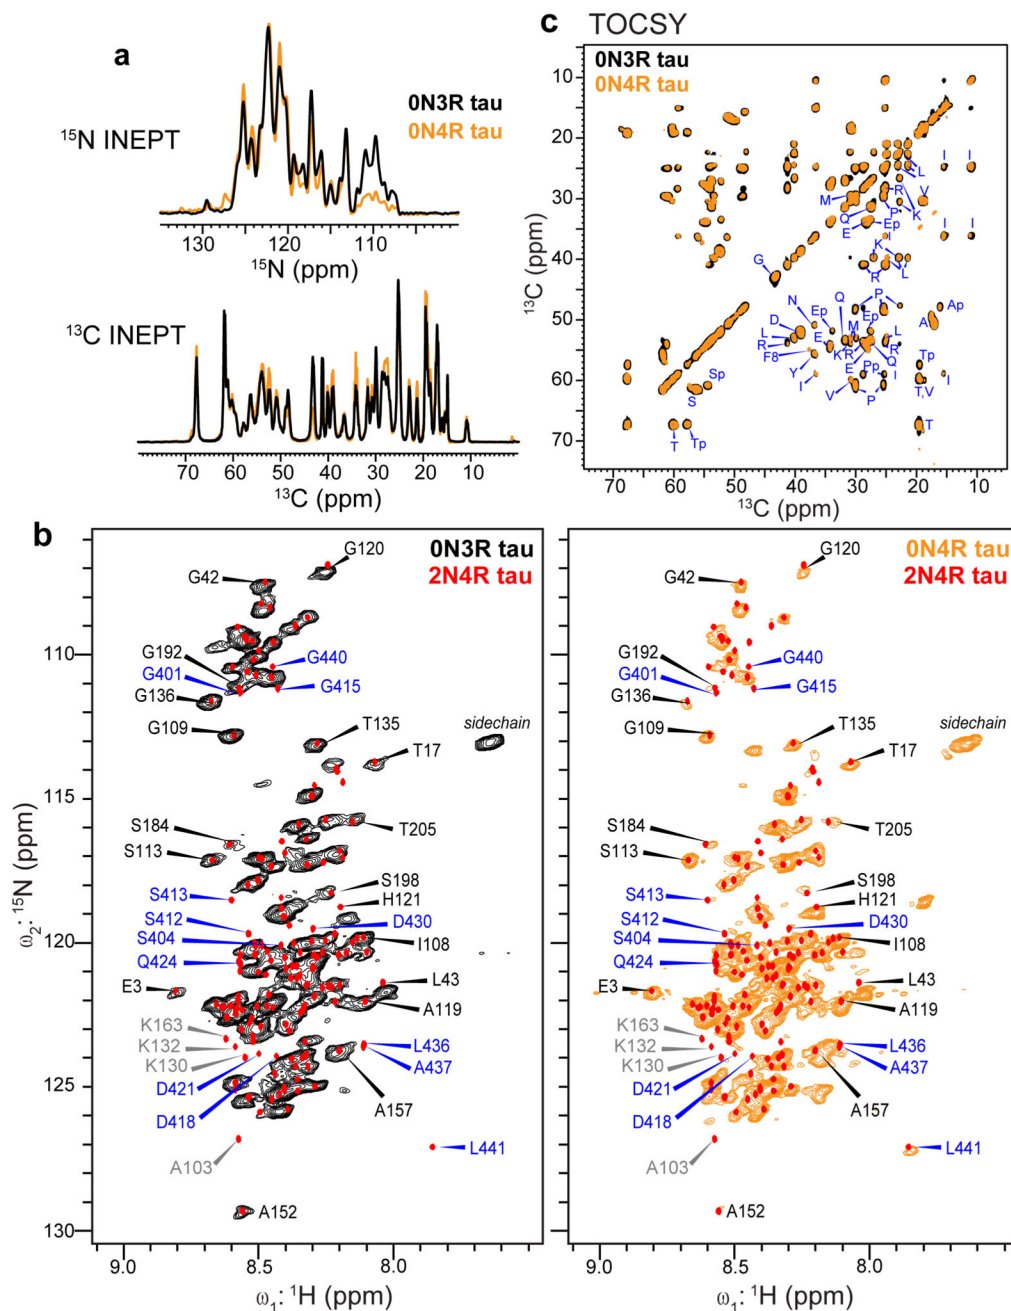 a
0N3R tau
0N4R tau
15N INEPT
130 120 110 100
15N (ppm)
13C INEPT
70 60 50 40 30 20 10
13C (ppm)
c TOCSY
0N3R tau
0N4R tau
10
20
30
40
50
60
70
13C (ppm)
I I
L
M R V
Q P K
E Ep
G K
R L
N Ep Q P
Ep Ap
D M A
L E L
R K R R
F8 E Q
Y Pp Tp
I I I
Sp V P T,V
S
T
T Tp
70 60 50 40 30 20 10
13C (ppm)
b
0N3R tau
2N4R tau
G120
G42
G192
G401
G440
G136
G415
G109
sidechain
T135
T17
S184
T205
S113
S198
S413
H121
S412
D430
S404
I108
Q424
L43
E3
A119
K163
K132
L436
K130
A437
D421
D418
A157
A103
L441
A152
110
115
120
125
130
ω2: 15N (ppm)
9.0 8.5 8.0
ω1: 1H (ppm)
0N4R tau
2N4R tau
G120
G42
G192
G401
G440
G136
G415
G109
sidechain
T135
T17
S184
T205
S113
S198
S413
H121
S412
D430
S404
I108
Q424
L43
E3
A119
K163
K132
L436
K130
A437
D421
D418
A157
A103
L441
A152
9.0 8.5 8.0
ω1: 1H (ppm)